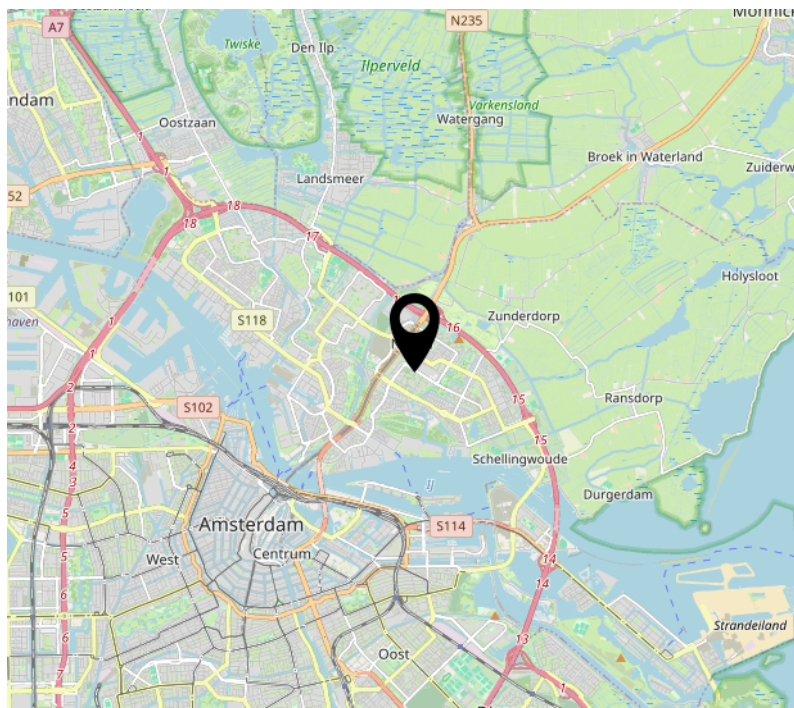 N235
A7
Monnick
Twiske
Den Ilp
Ilperveld
ndam
Varkensland
Oostzaan
Watergang
1
Broek in Waterland
1
Zuiderw
Landsmeer
52
18
18
17
Holysloot
101
haven
1
S118
16
Zunderdorp
1
2
S102
15
Ransdorp
2
15
4
Schellingwoude
3
IJ
Durgerdam
5
Amsterdam
S114
West
Centrum
5
14
14
6
Strandeiland
6
13
Oost
7
1